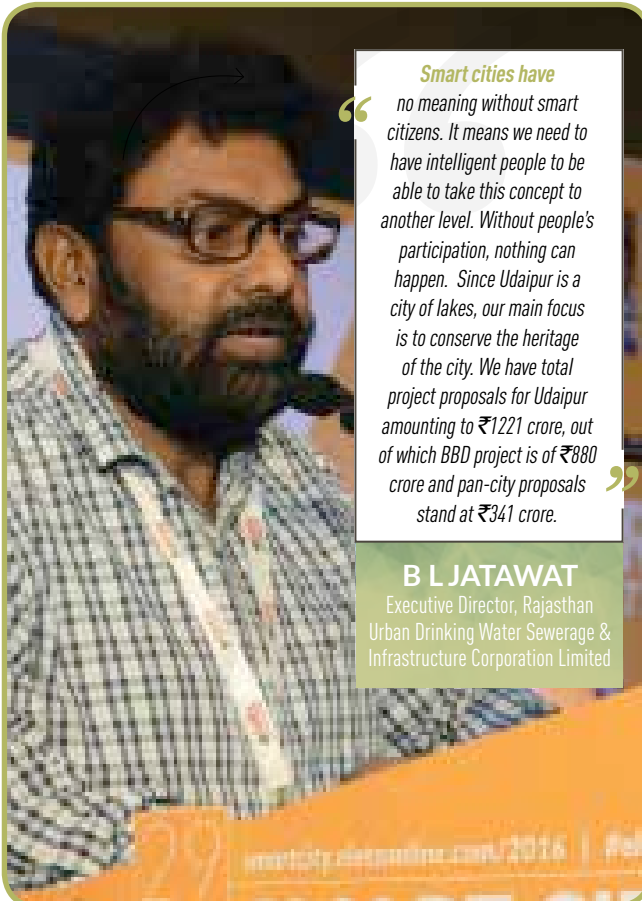 Smart cities have
“ no meaning without smart
citizens. It means we need to
have intelligent people to be
able to take this concept to
another level. Without people's
participation, nothing can
happen. Since Udaipur is a
city of lakes, our main focus
is to conserve the heritage
of the city. We have total
project proposals for Udaipur
amounting to ₹1221 crore, out
of which BBD project is of ₹880
crore and pan-city proposals
stand at ₹341 crore. ”
B L JATAWAT
Executive Director, Rajasthan
Urban Drinking Water Sewerage &
Infrastructure Corporation Limited
29
/2016 |